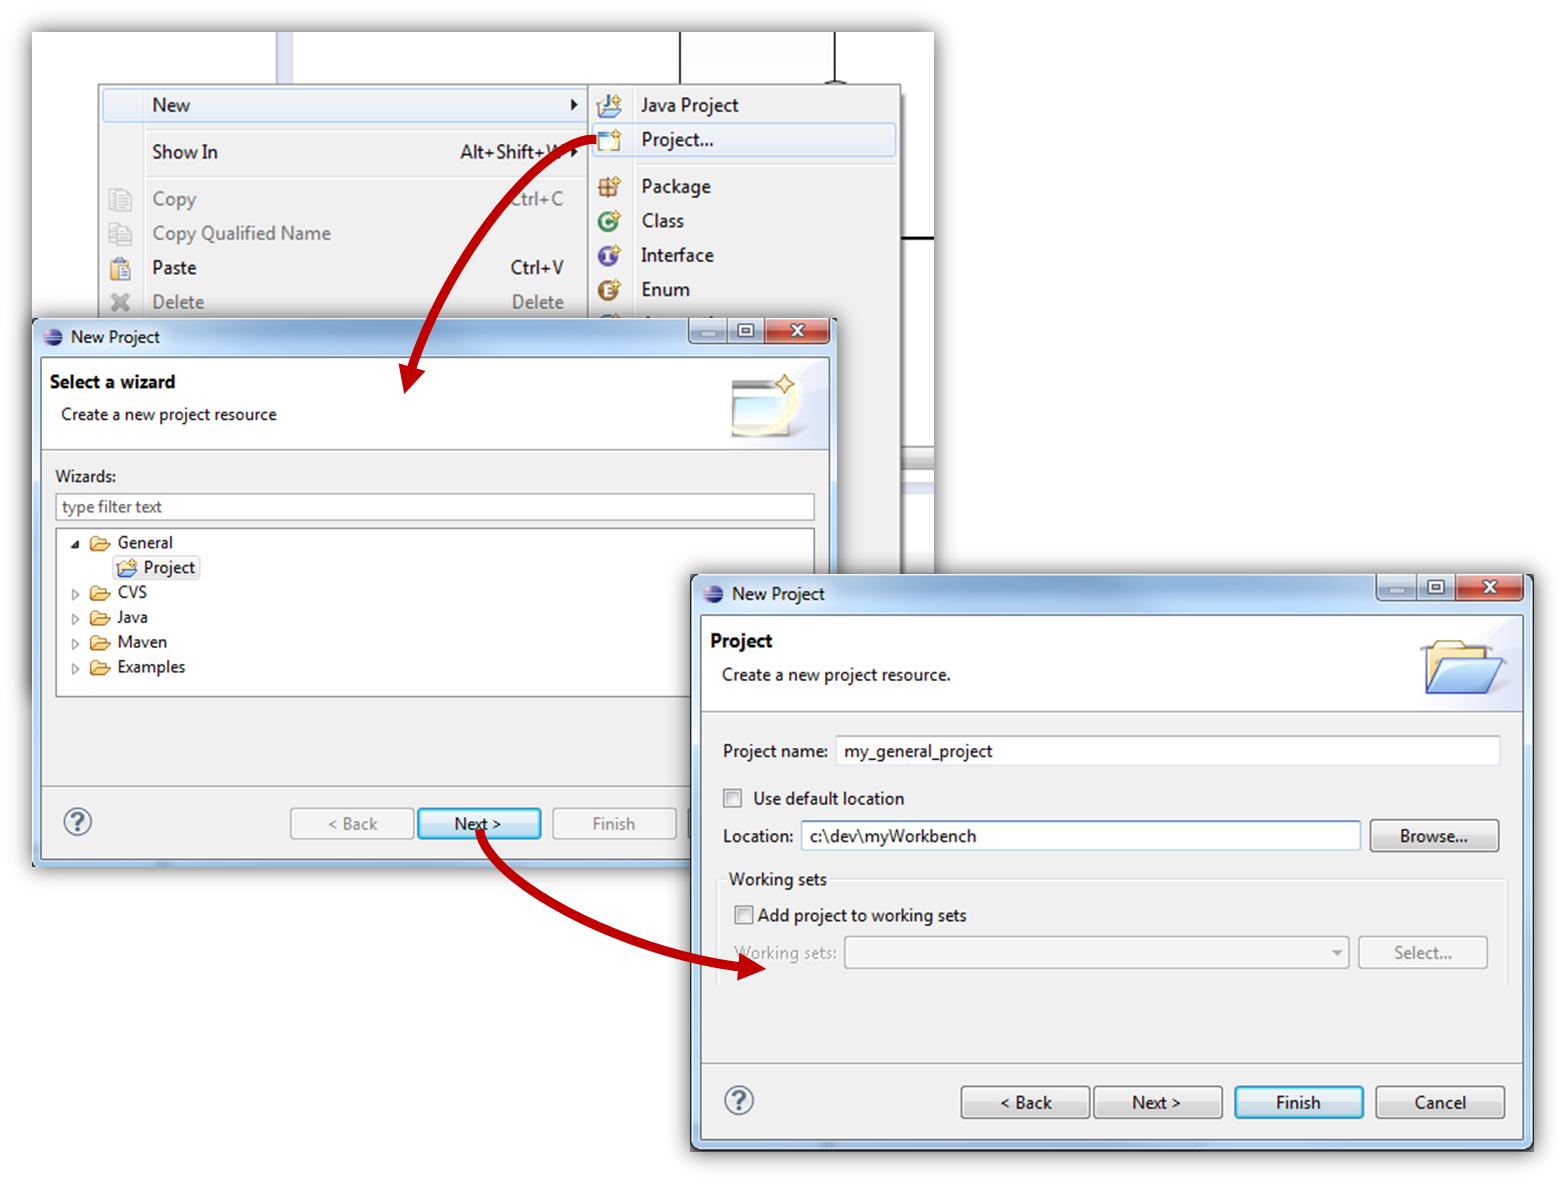 New
Java Project
Project...
Show In Alt+Shift+W
Package
Copy Ctrl+C
Class
Copy Qualified Name
Interface
Paste Ctrl+V
Enum
Delete Delete
New Project
Select a wizard
Create a new project resource
Wizards:
type filter text
General
Project
CVS
Java
Maven
Examples
< Back Next > Finish
New Project
Project
Create a new project resource.
Project name: my_general_project
Use default location
Location: c:\dev\myWorkbench Browse...
Working sets
Add project to working sets
Working sets: Select...
< Back Next > Finish Cancel